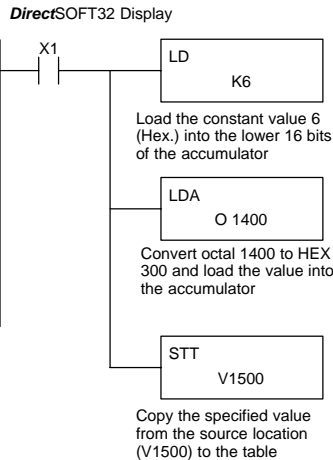 DirectSOFT32 Display
X1
LD
K6
Load the constant value 6
(Hex.) into the lower 16 bits
of the accumulator
LDA
O 1400
Convert octal 1400 to HEX
300 and load the value into
the accumulator
STT
V1500
Copy the specified value
from the source location
(V1500) to the table